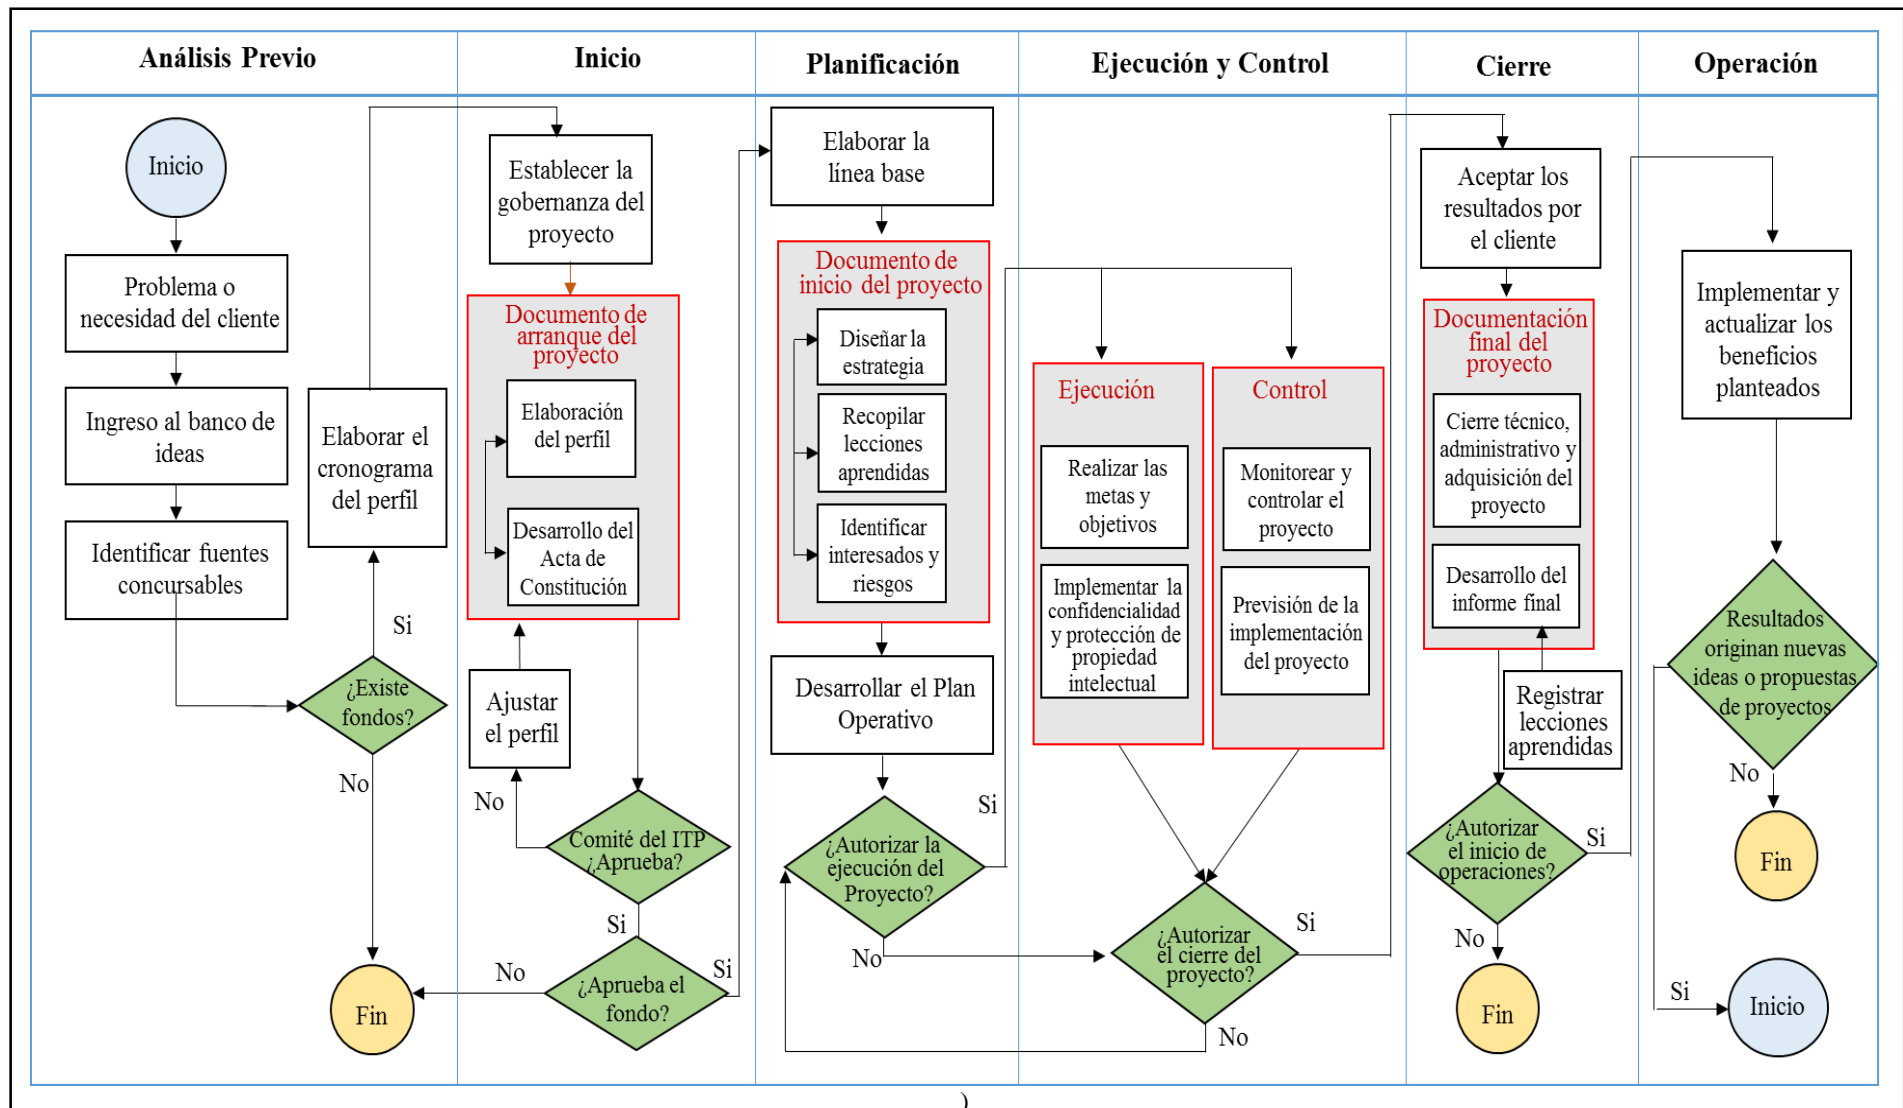 Análisis Previo
Inicio
Planificación
Ejecución y Control
Cierre
Operación
Inicio
Problema o
necesidad del cliente
Ingreso al banco de
ideas
Identificar fuentes
concursables
Elaborar el
cronograma
del perfil
Si
¿Existe
fondos?
No
Fin
Establecer la
gobernanza del
proyecto
Documento de
arranque del
proyecto
Elaboración
del perfil
Desarrollo del
Acta de
Constitución
Ajustar
el perfil
No
Comité del ITP
¿Aprueba?
Si
No
¿Aprueba el
fondo?
Si
Elaborar la
línea base
Documento de
inicio del proyecto
Diseñar la
estrategia
Recopilar
lecciones
aprendidas
Identificar
interesados y
riesgos
Desarrollar el Plan
Operativo
Si
¿Autorizar la
ejecución del
Proyecto?
No
Ejecución
Realizar las
metas y
objetivos
Implementar la
confidencialidad
y protección de
propiedad
intelectual
Control
Monitorear y
controlar el
proyecto
Previsión de la
implementación
del proyecto
¿Autorizar
el cierre del
proyecto?
Si
No
Aceptar los
resultados por
el cliente
Documentación
final del
proyecto
Cierre técnico,
administrativo y
adquisición del
proyecto
Desarrollo del
informe final
Registrar
lecciones
aprendidas
¿Autorizar
el inicio de
operaciones?
Si
No
Fin
Implementar y
actualizar los
beneficios
planteados
Resultados
originan nuevas
ideas o propuestas
de proyectos
No
Fin
Si
Inicio
)